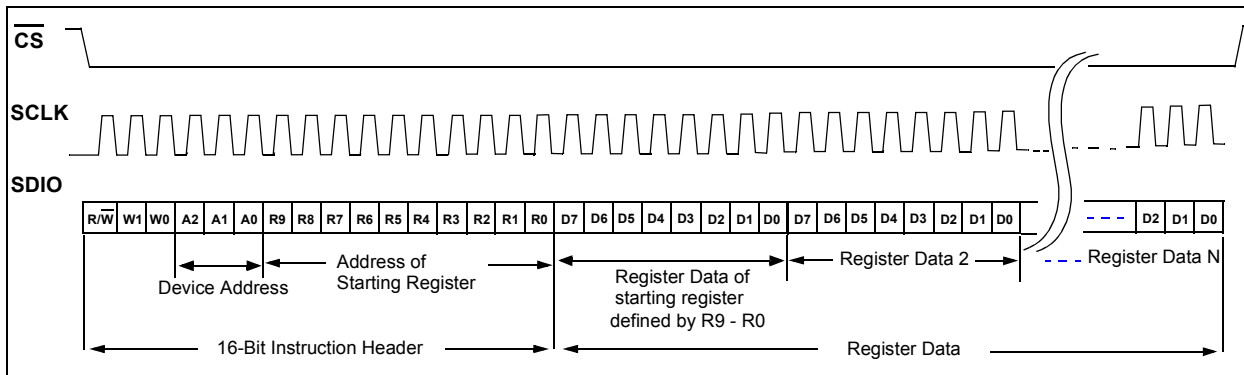 CS
SCLK
SDIO
R/W W1 W0 A2 A1 A0 R9 R8 R7 R6 R5 R4 R3 R2 R1 R0 D7 D6 D5 D4 D3 D2 D1 D0 D7 D6 D5 D4 D3 D2 D1 D0 D2 D1 D0
Device Address
Address of
Starting Register
Register Data of
starting register
defined by R9 - R0
Register Data 2
Register Data N
16-Bit Instruction Header
Register Data